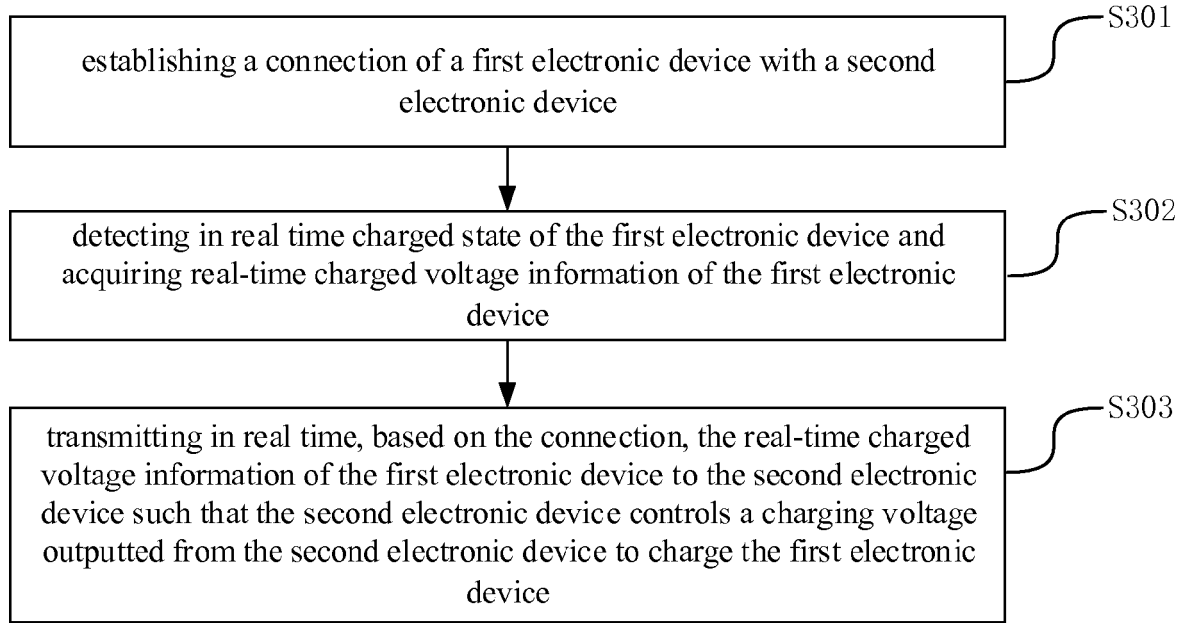 S301
establishing a connection of a first electronic device with a second
electronic device
S302
detecting in real time charged state of the first electronic device and
acquiring real-time charged voltage information of the first electronic
device
S303
transmitting in real time, based on the connection, the real-time charged
voltage information of the first electronic device to the second electronic
device such that the second electronic device controls a charging voltage
outputted from the second electronic device to charge the first electronic
device